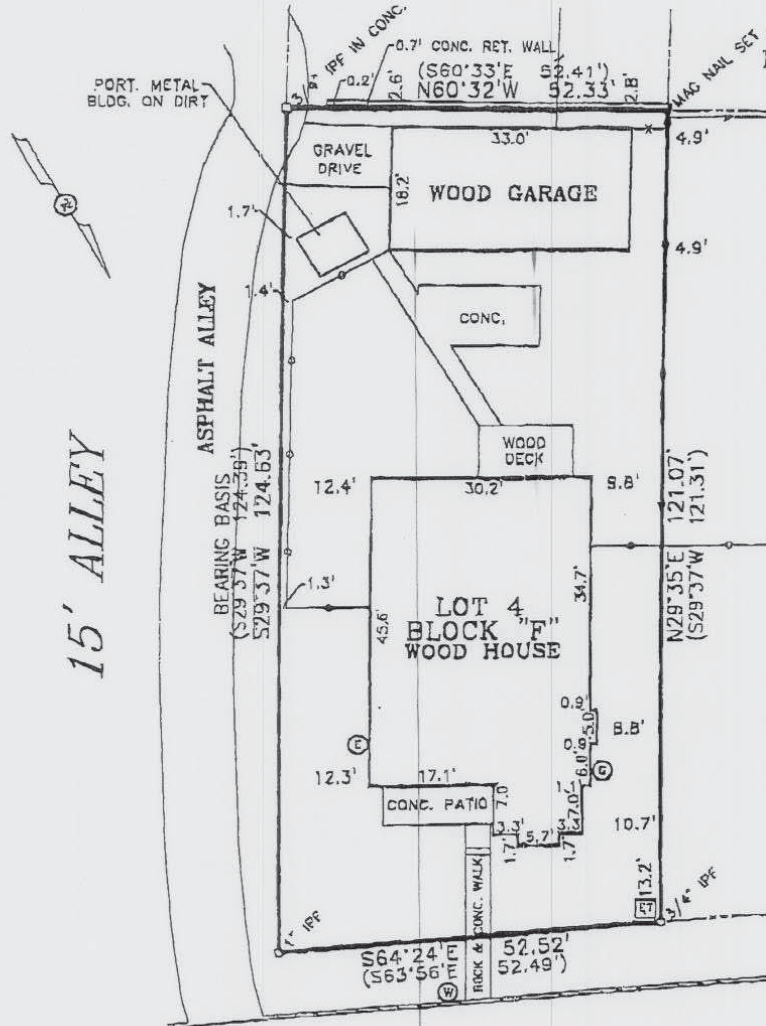 3/4" IPF IN CONC.
0.7' CONC. RET. WALL
0.2'
2.6'
(S60°33'E 52.41')
N60°32'W 52.33'
2.8'
MAG NAIL SET
PORT. METAL
BLDG. ON DIRT
GRAVEL
DRIVE
33.0'
4.9'
18.2'
WOOD GARAGE
1.7'
4.9'
1.4'
CONC.
ASPHALT ALLEY
15' ALLEY
BEARING BASIS
(S29°37'W 124.39')
S29°37'W 124.63'
WOOD
DECK
12.4'
30.2'
9.8'
N29°35'E 121.07'
(S29°37'W 121.31')
1.3'
34.7'
45.6'
LOT 4
BLOCK "F"
WOOD HOUSE
0.9'
5.0'
8.8'
0.9'
E
6.0'
G
12.3'
17.1'
1.1'
CONC. PATIO
7.0'
7.0'
3.3'
5.7'
3.3'
1.7'
1.7'
10.7'
ROCK & CONC. WALK
13.2'
ET
3/4" IPF
1" IPF
S64°24'E 52.52'
(S63°56'E 52.49')
W